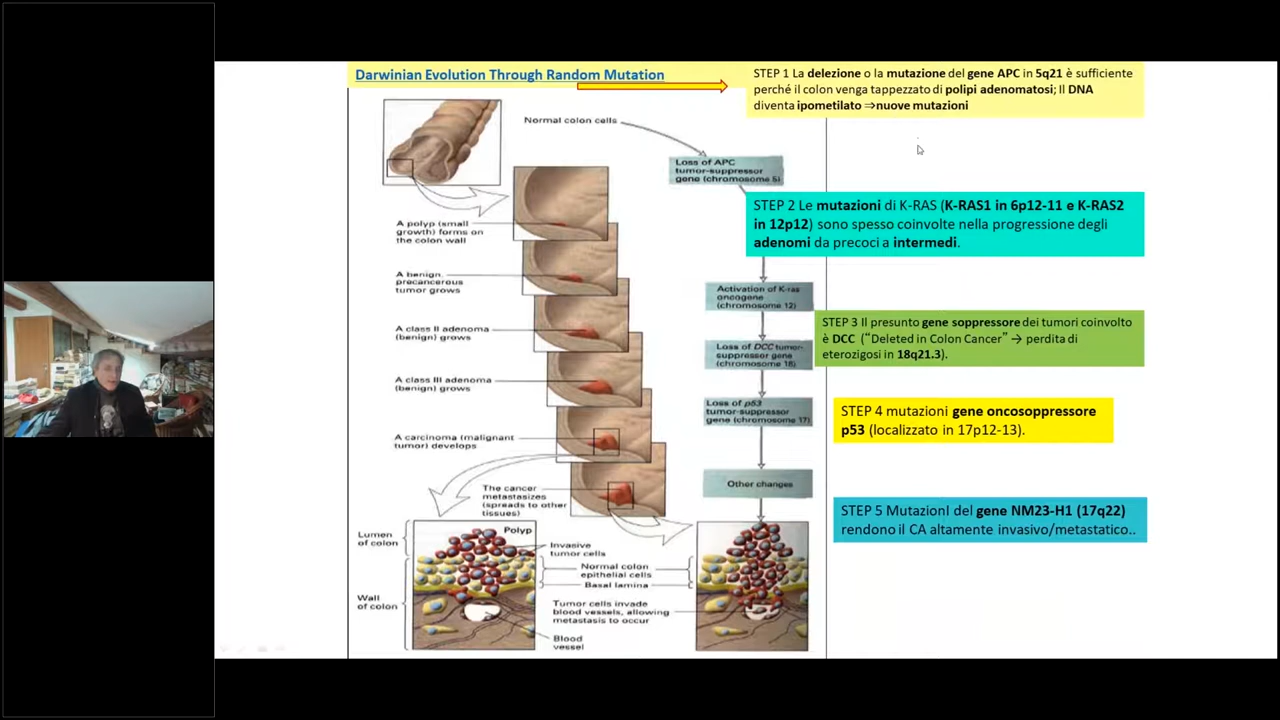 Darwinian Evolution Through Random Mutation
STEP 1 La delezione o la mutazione del gene APC in 5q21 è sufficiente
perché il colon venga tappezzato di polipi adenomatosi; Il DNA
diventa ipometilato ⇒nuove mutazioni
Normal colon cells
Loss of APC
tumor-suppressor
gene (chromosome 5)
STEP 2 Le mutazioni di K-RAS (K-RAS1 in 6p12-11 e K-RAS2
in 12p12) sono spesso coinvolte nella progressione degli
adenomi da precoci a intermedi.
A polyp (small
growth) forms on
the colon wall
A benign,
precancerous
tumor grows
Activation of K-ras
oncogene
(chromosome 12)
A class II adenoma
(benign) grows
STEP 3 Il presunto gene soppressore dei tumori coinvolto
è DCC ("Deleted in Colon Cancer" → perdita di
eterozigosi in 18q21.3).
Loss of DCC tumor-
suppressor gene
(chromosome 18)
A class III adenoma
(benign) grows
Loss of p53
tumor-suppressor
gene (chromosome 17)
STEP 4 mutazioni gene oncosoppressore
p53 (localizzato in 17p12-13).
A carcinoma (malignant
tumor) develops
The cancer
metastasizes
(spreads to other
tissues)
Other changes
STEP 5 MutazionI del gene NM23-H1 (17q22)
rendono il CA altamente invasivo/metastatico..
Lumen
of colon
Polyp
Invasive
tumor cells
Normal colon
epithelial cells
Basal lamina
Wall
of colon
Tumor cells invade
blood vessels, allowing
metastasis to occur
Blood
vessel